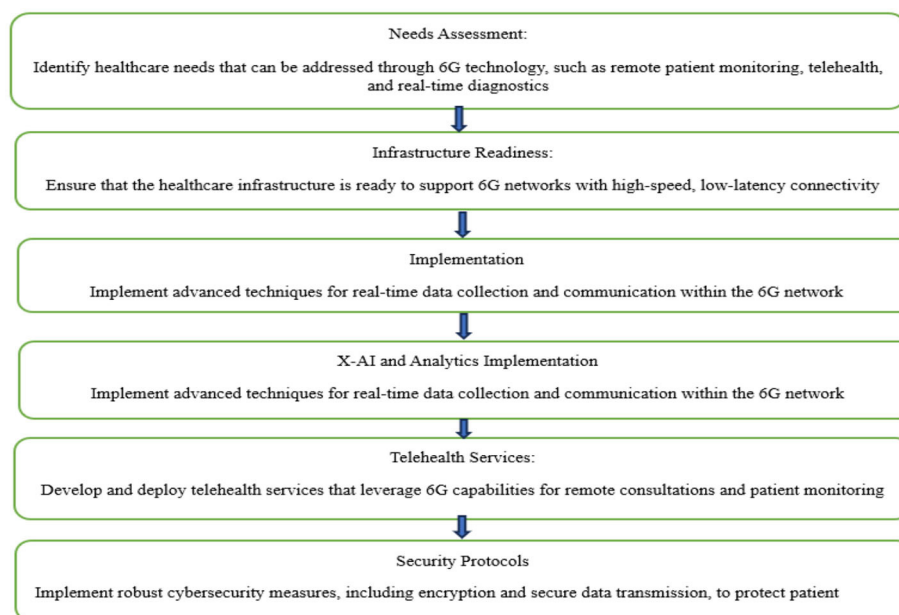 Needs Assessment:
Identify healthcare needs that can be addressed through 6G technology, such as remote patient monitoring, telehealth,
and real-time diagnostics
Infrastructure Readiness:
Ensure that the healthcare infrastructure is ready to support 6G networks with high-speed, low-latency connectivity
Implementation
Implement advanced techniques for real-time data collection and communication within the 6G network
X-AI and Analytics Implementation
Implement advanced techniques for real-time data collection and communication within the 6G network
Telehealth Services:
Develop and deploy telehealth services that leverage 6G capabilities for remote consultations and patient monitoring
Security Protocols
Implement robust cybersecurity measures, including encryption and secure data transmission, to protect patient